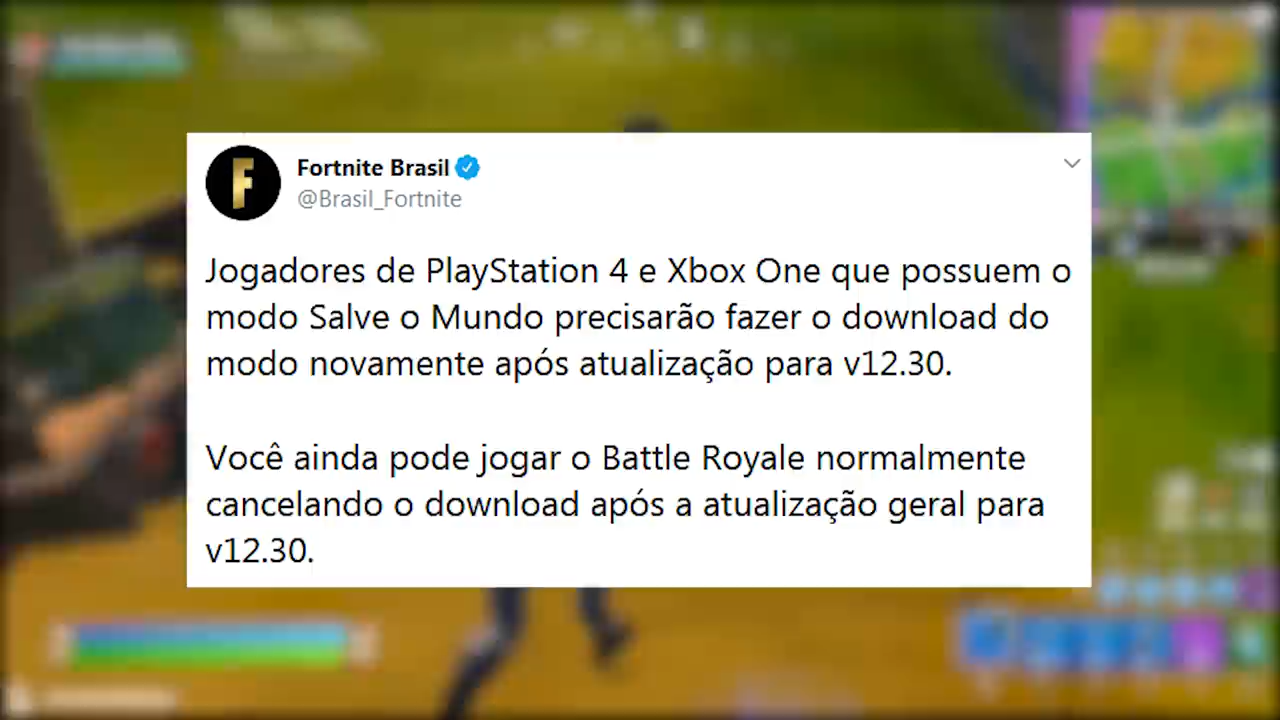 Fortnite Brasil
@Brasil_Fortnite
Jogadores de PlayStation 4 e Xbox One que possuem o
modo Salve o Mundo precisarão fazer o download do
modo novamente após atualização para v12.30.
Você ainda pode jogar o Battle Royale normalmente
cancelando o download após a atualização geral para
v12.30.